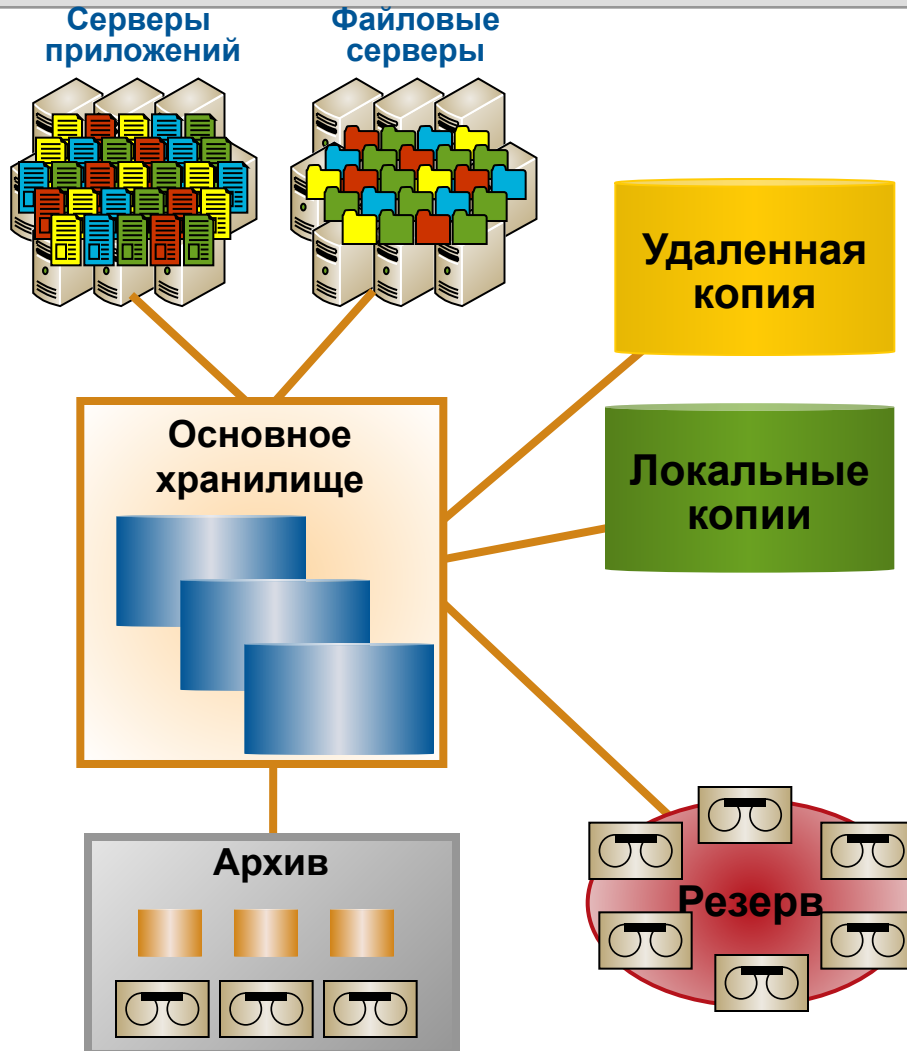 Серверы
приложений
Файловые
серверы
Удаленная
копия
Основное
хранилище
Локальные
копии
Архив
Резерв